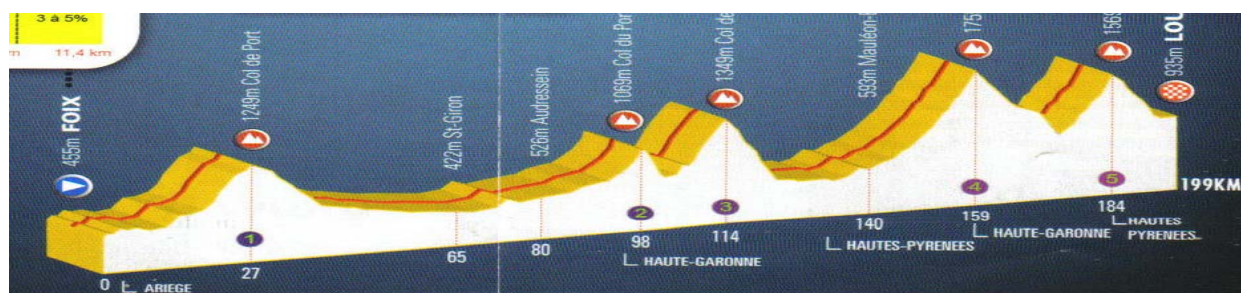 3 à 5%
11,4 km
455m FOIX
1249m Col de Port
422m St-Giron
526m Audressein
1069m Col du Por
1349m Col de
593m Mauléon-
175
156
935m LOU
1
2
3
4
5
199KM
0
27
65
80
98
114
140
159
184
ARIEGE
HAUTE-GARONNE
HAUTES-PYRENEES
HAUTE-GARONNE
HAUTES
PYRENEES